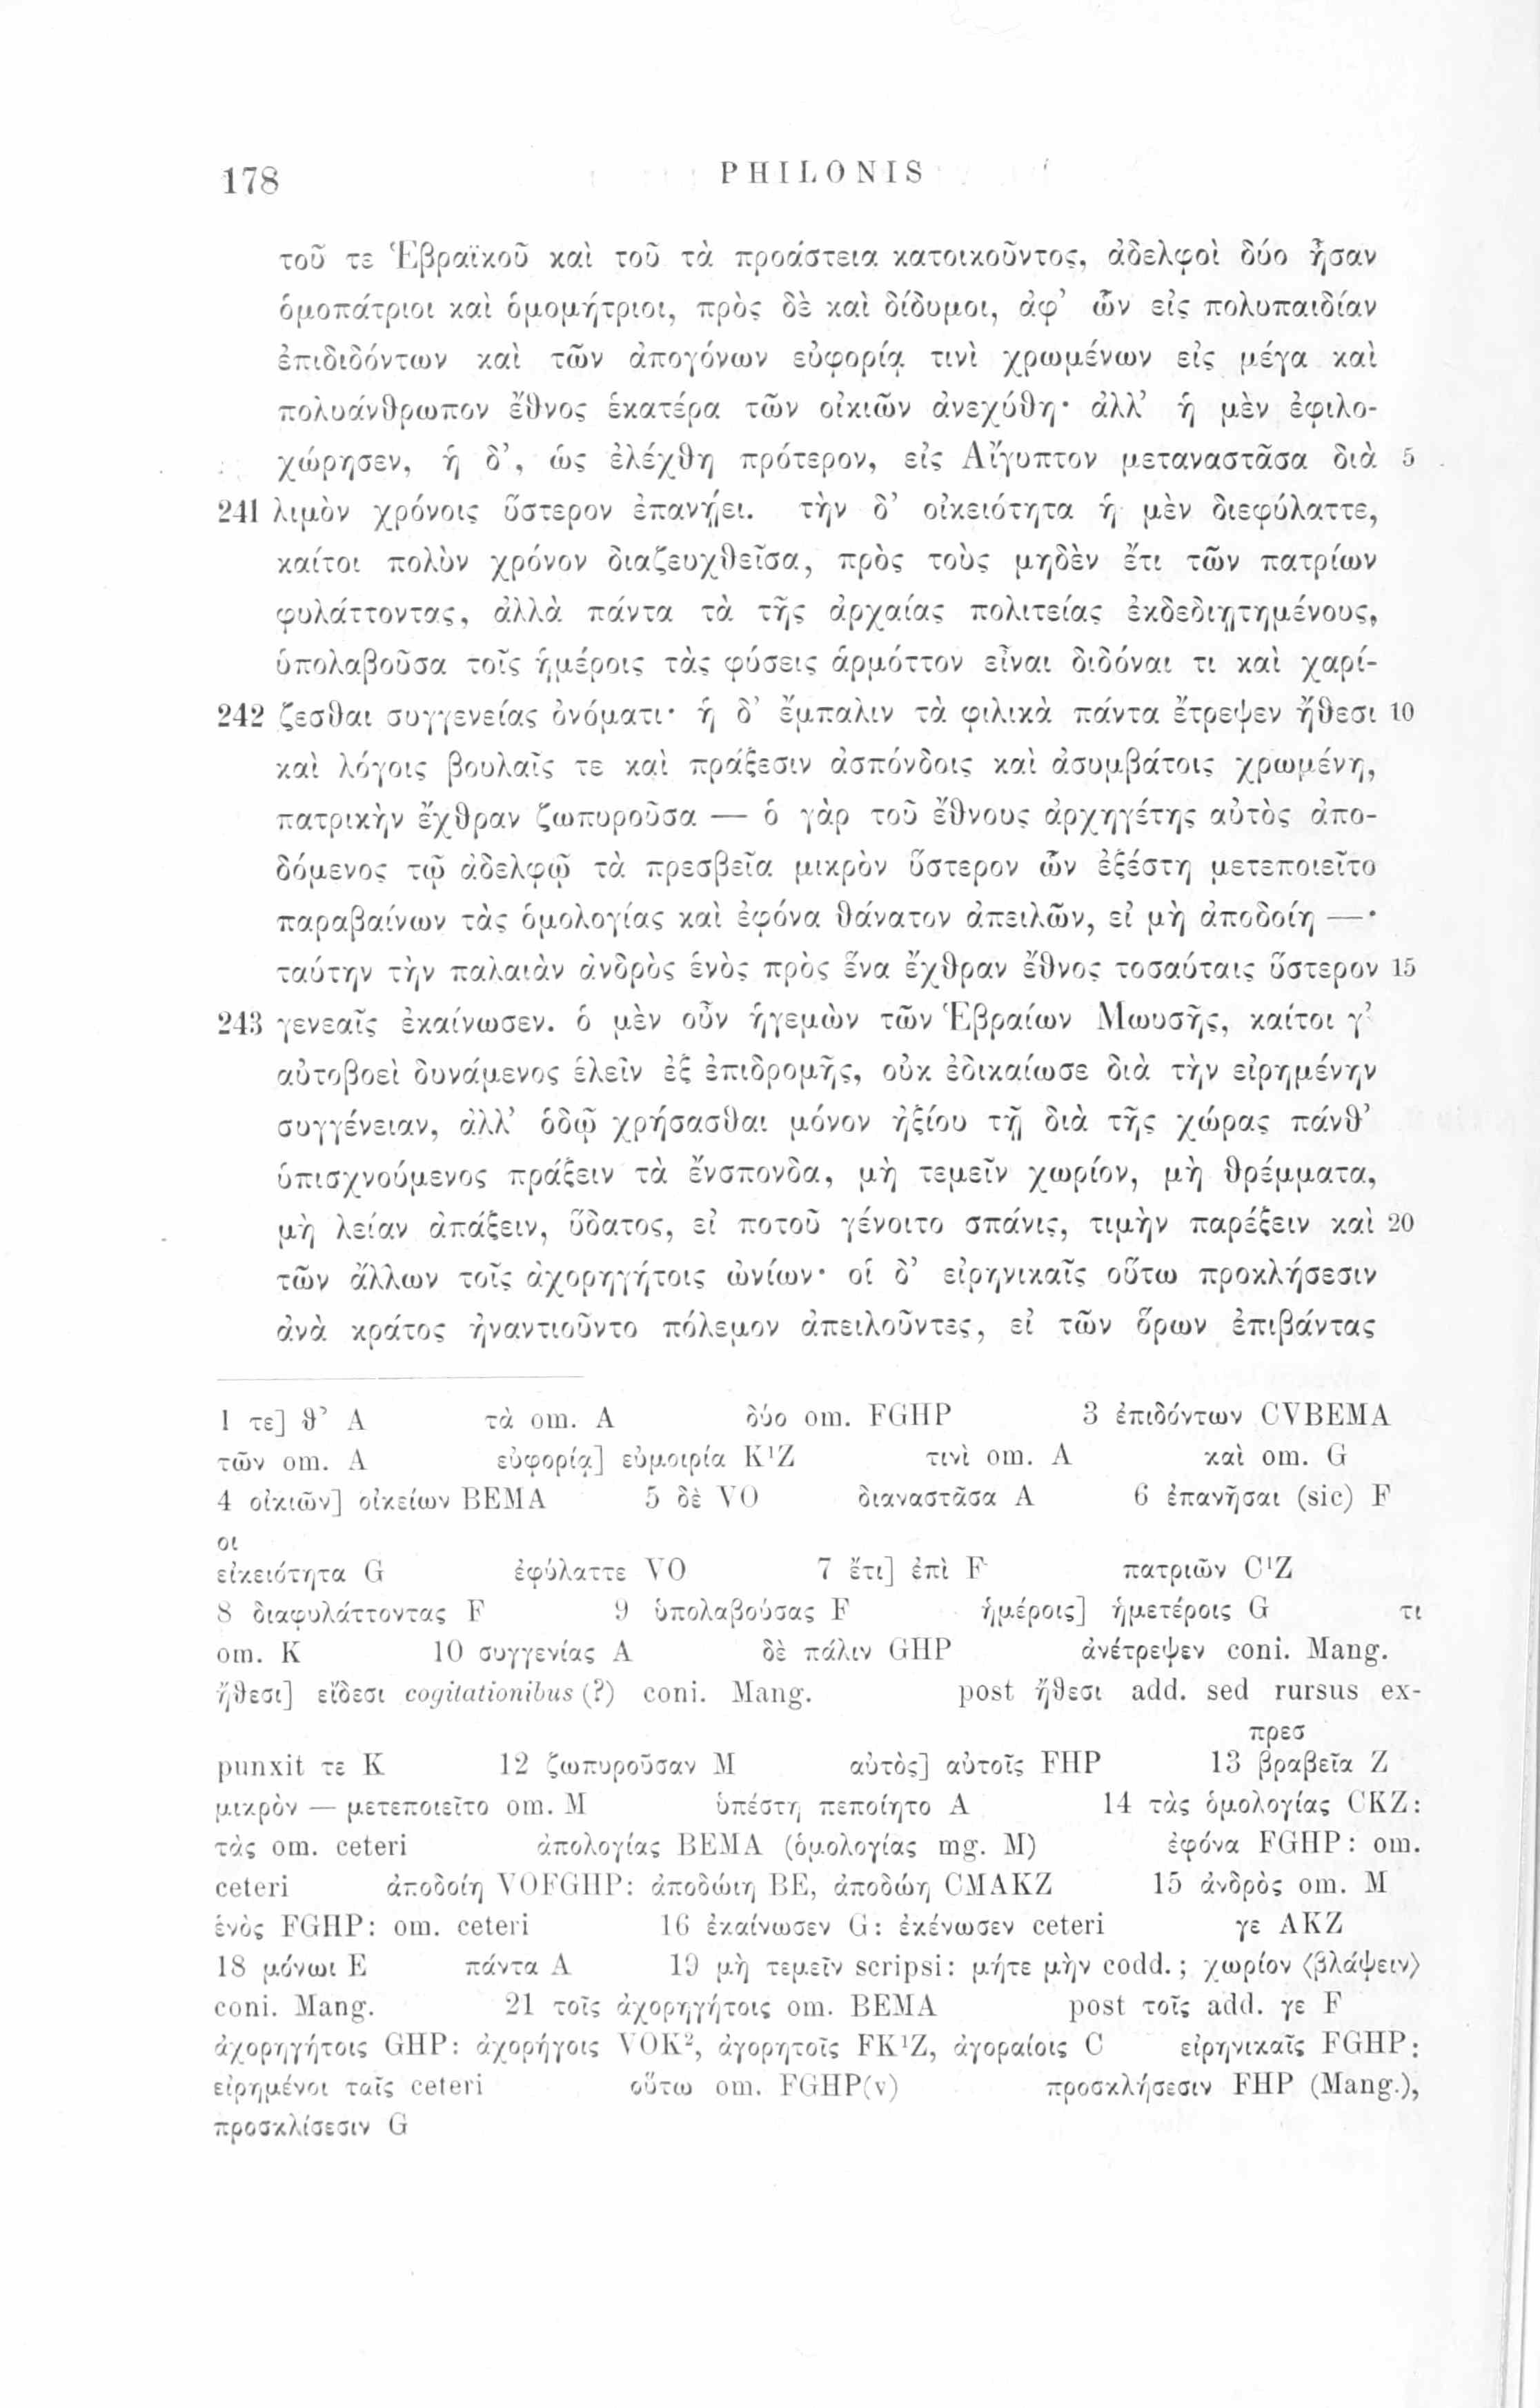 178 PHILONIS
τοῦ τε Ἑβραϊκοῦ καὶ τοῦ τὰ προάστεια κατοικοῦντος, ἀδελφοὶ δύο ἦσαν
ὁμοπάτριοι καὶ ὁμομήτριοι, πρὸς δὲ καὶ δίδυμοι, ἀφ’ ὧν εἰς πολυπαιδίαν
ἐπιδιδόντων καὶ τῶν ἀπογόνων εὐφορίᾳ τινὶ χρωμένων εἰς μέγα καὶ
πολυάνθρωπον ἔθνος ἑκατέρα τῶν οἰκιῶν ἀνεχύθη· ἀλλ’ ἡ μὲν ἐφιλο-
χώρησεν, ἡ δ’, ὡς ἐλέχθη πρότερον, εἰς Αἴγυπτον μεταναστᾶσα διὰ 5
241 λιμὸν χρόνοις ὕστερον ἐπανῄει. τὴν δ’ οἰκειότητα ἡ μὲν διεφύλαττε,
καίτοι πολὺν χρόνον διαζευχθεῖσα, πρὸς τοὺς μηδὲν ἔτι τῶν πατρίων
φυλάττοντας, ἀλλὰ πάντα τὰ τῆς ἀρχαίας πολιτείας ἐκδεδιῃτημένους,
ὑπολαβοῦσα τοῖς ἡμέροις τὰς φύσεις ἁρμόττον εἶναι διδόναι τι καὶ χαρί-
242 ζεσθαι συγγενείας ὀνόματι· ἡ δ’ ἔμπαλιν τὰ φιλικὰ πάντα ἔτρεψεν ἤθεσι 10
καὶ λόγοις βουλαῖς τε καὶ πράξεσιν ἀσπόνδοις καὶ ἀσυμβάτοις χρωμένη,
πατρικὴν ἔχθραν ζωπυροῦσα — ὁ γὰρ τοῦ ἔθνους ἀρχηγέτης αὐτὸς ἀπο-
δόμενος τῷ ἀδελφῷ τὰ πρεσβεῖα μικρὸν ὕστερον ὧν ἐξέστη μετεποιεῖτο
παραβαίνων τὰς ὁμολογίας καὶ ἐφόνα θάνατον ἀπειλῶν, εἰ μὴ ἀποδοίη —·
ταύτην τὴν παλαιὰν ἀνδρὸς ἑνὸς πρὸς ἕνα ἔχθραν ἔθνος τοσαύταις ὕστερον 15
243 γενεαῖς ἐκαίνωσεν. ὁ μὲν οὖν ἡγεμὼν τῶν Ἑβραίων Μωυσῆς, καίτοι γ’
αὐτοβοεὶ δυνάμενος ἑλεῖν ἐξ ἐπιδρομῆς, οὐκ ἐδικαίωσε διὰ τὴν εἰρημένην
συγγένειαν, ἀλλ’ ὁδῷ χρήσασθαι μόνον ἠξίου τῇ διὰ τῆς χώρας πάνθ’
ὑπισχνούμενος πράξειν τὰ ἔνσπονδα, μὴ τεμεῖν χωρίον, μὴ θρέμματα,
μὴ λείαν ἀπάξειν, ὕδατος, εἰ ποτοῦ γένοιτο σπάνις, τιμὴν παρέξειν καὶ 20
τῶν ἄλλων τοῖς ἀχορηγήτοις ὠνίων· οἱ δ’ εἰρηνικαῖς οὕτω προκλήσεσιν
ἀνὰ κράτος ἠναντιοῦντο πόλεμον ἀπειλοῦντες, εἰ τῶν ὅρων ἐπιβάντας
1 τε] θ’ A τὰ om. A δύο om. FGHP 3 ἐπιδόντων CVBEMA
τῶν om. A εὐφορίᾳ] εὐμοιρία K¹Z τινὶ om. A καὶ om. G
4 οἰκιῶν] οἰκείων BEMA 5 δὲ VO διαναστᾶσα A 6 ἐπανῆσαι (sic) F
οι
εἰκειότητα G ἐφύλαττε VO 7 ἔτι] ἐπὶ F πατριῶν C¹Z
8 διαφυλάττοντας F 9 ὑπολαβούσας F ἡμέροις] ἡμετέροις G τι
om. K 10 συγγενίας A δὲ πάλιν GHP ἀνέτρεψεν coni. Mang.
ἤθεσι] εἴδεσι cogitationibus (?) coni. Mang. post ἤθεσι add. sed rursus ex-
πρεσ
punxit τε K 12 ζωπυροῦσαν M αὐτὸς] αὐτοῖς FHP 13 βραβεῖα Z
μικρὸν — μετεποιεῖτο om. M ὑπέστη πεποίητο A 14 τὰς ὁμολογίας CKZ:
τὰς om. ceteri ἀπολογίας BEMA (ὁμολογίας mg. M) ἐφόνα FGHP: om.
ceteri ἀποδοίη VOFGHP: ἀποδώιη BE, ἀποδώη CMAKZ 15 ἀνδρὸς om. M
ἑνὸς FGHP: om. ceteri 16 ἐκαίνωσεν G: ἐκένωσεν ceteri γε AKZ
18 μόνωι E πάντα A 19 μὴ τεμεῖν scripsi: μήτε μὴν codd.; χωρίον ⟨βλάψειν⟩
coni. Mang. 21 τοῖς ἀχορηγήτοις om. BEMA post τοῖς add. γε F
ἀχορηγήτοις GHP: ἀχορήγοις VOK², ἀγορητοῖς FK¹Z, ἀγοραίοις C εἰρηνικαῖς FGHP:
εἰρημένοι ταῖς ceteri οὕτω om. FGHP(v) προσκλήσεσιν FHP (Mang.),
προσκλίσεσιν G